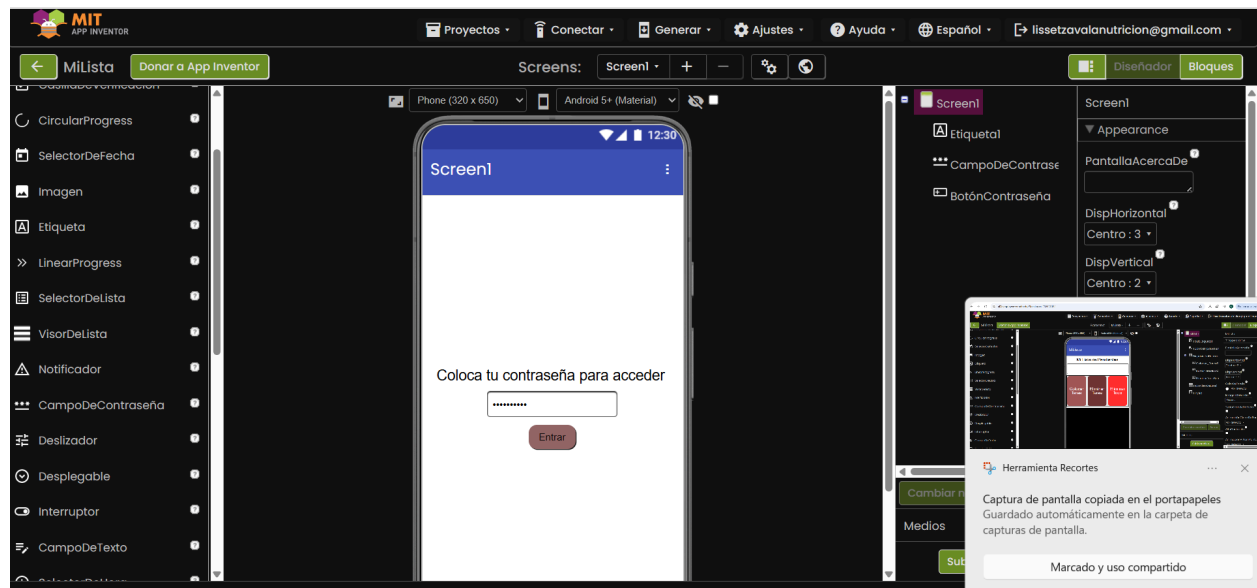 MIT
APP INVENTOR
Proyectos
Conectar
Generar
Ajustes
Ayuda
Español
lissetzavalanutricion@gmail.com
MiLista
Donar a App Inventor
Screens:
Screen1
Diseñador
Bloques
CasillaDeVerificación
CircularProgress
SelectorDeFecha
Imagen
Etiqueta
LinearProgress
SelectorDeLista
VisorDeLista
Notificador
CampoDeContraseña
Deslizador
Desplegable
Interruptor
CampoDeTexto
SelectorDeHora
Phone (320 x 650)
Android 5+ (Material)
12:30
Screen1
Coloca tu contraseña para acceder
••••••••••
Entrar
Screen1
Etiqueta1
CampoDeContrase
BotónContraseña
Cambiar n
Medios
Sub
Screen1
Appearance
PantallaAcercaDe
DispHorizontal
Centro : 3
DispVertical
Centro : 2
Herramienta Recortes
Captura de pantalla copiada en el portapapeles
Guardado automáticamente en la carpeta de
capturas de pantalla.
Marcado y uso compartido